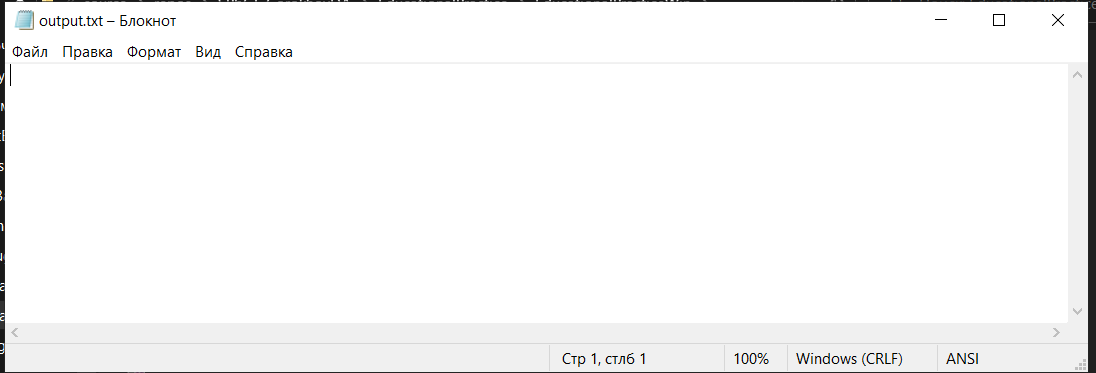 output.txt – Блокнот
Файл Правка Формат Вид Справка
Стр 1, стлб 1 100% Windows (CRLF) ANSI